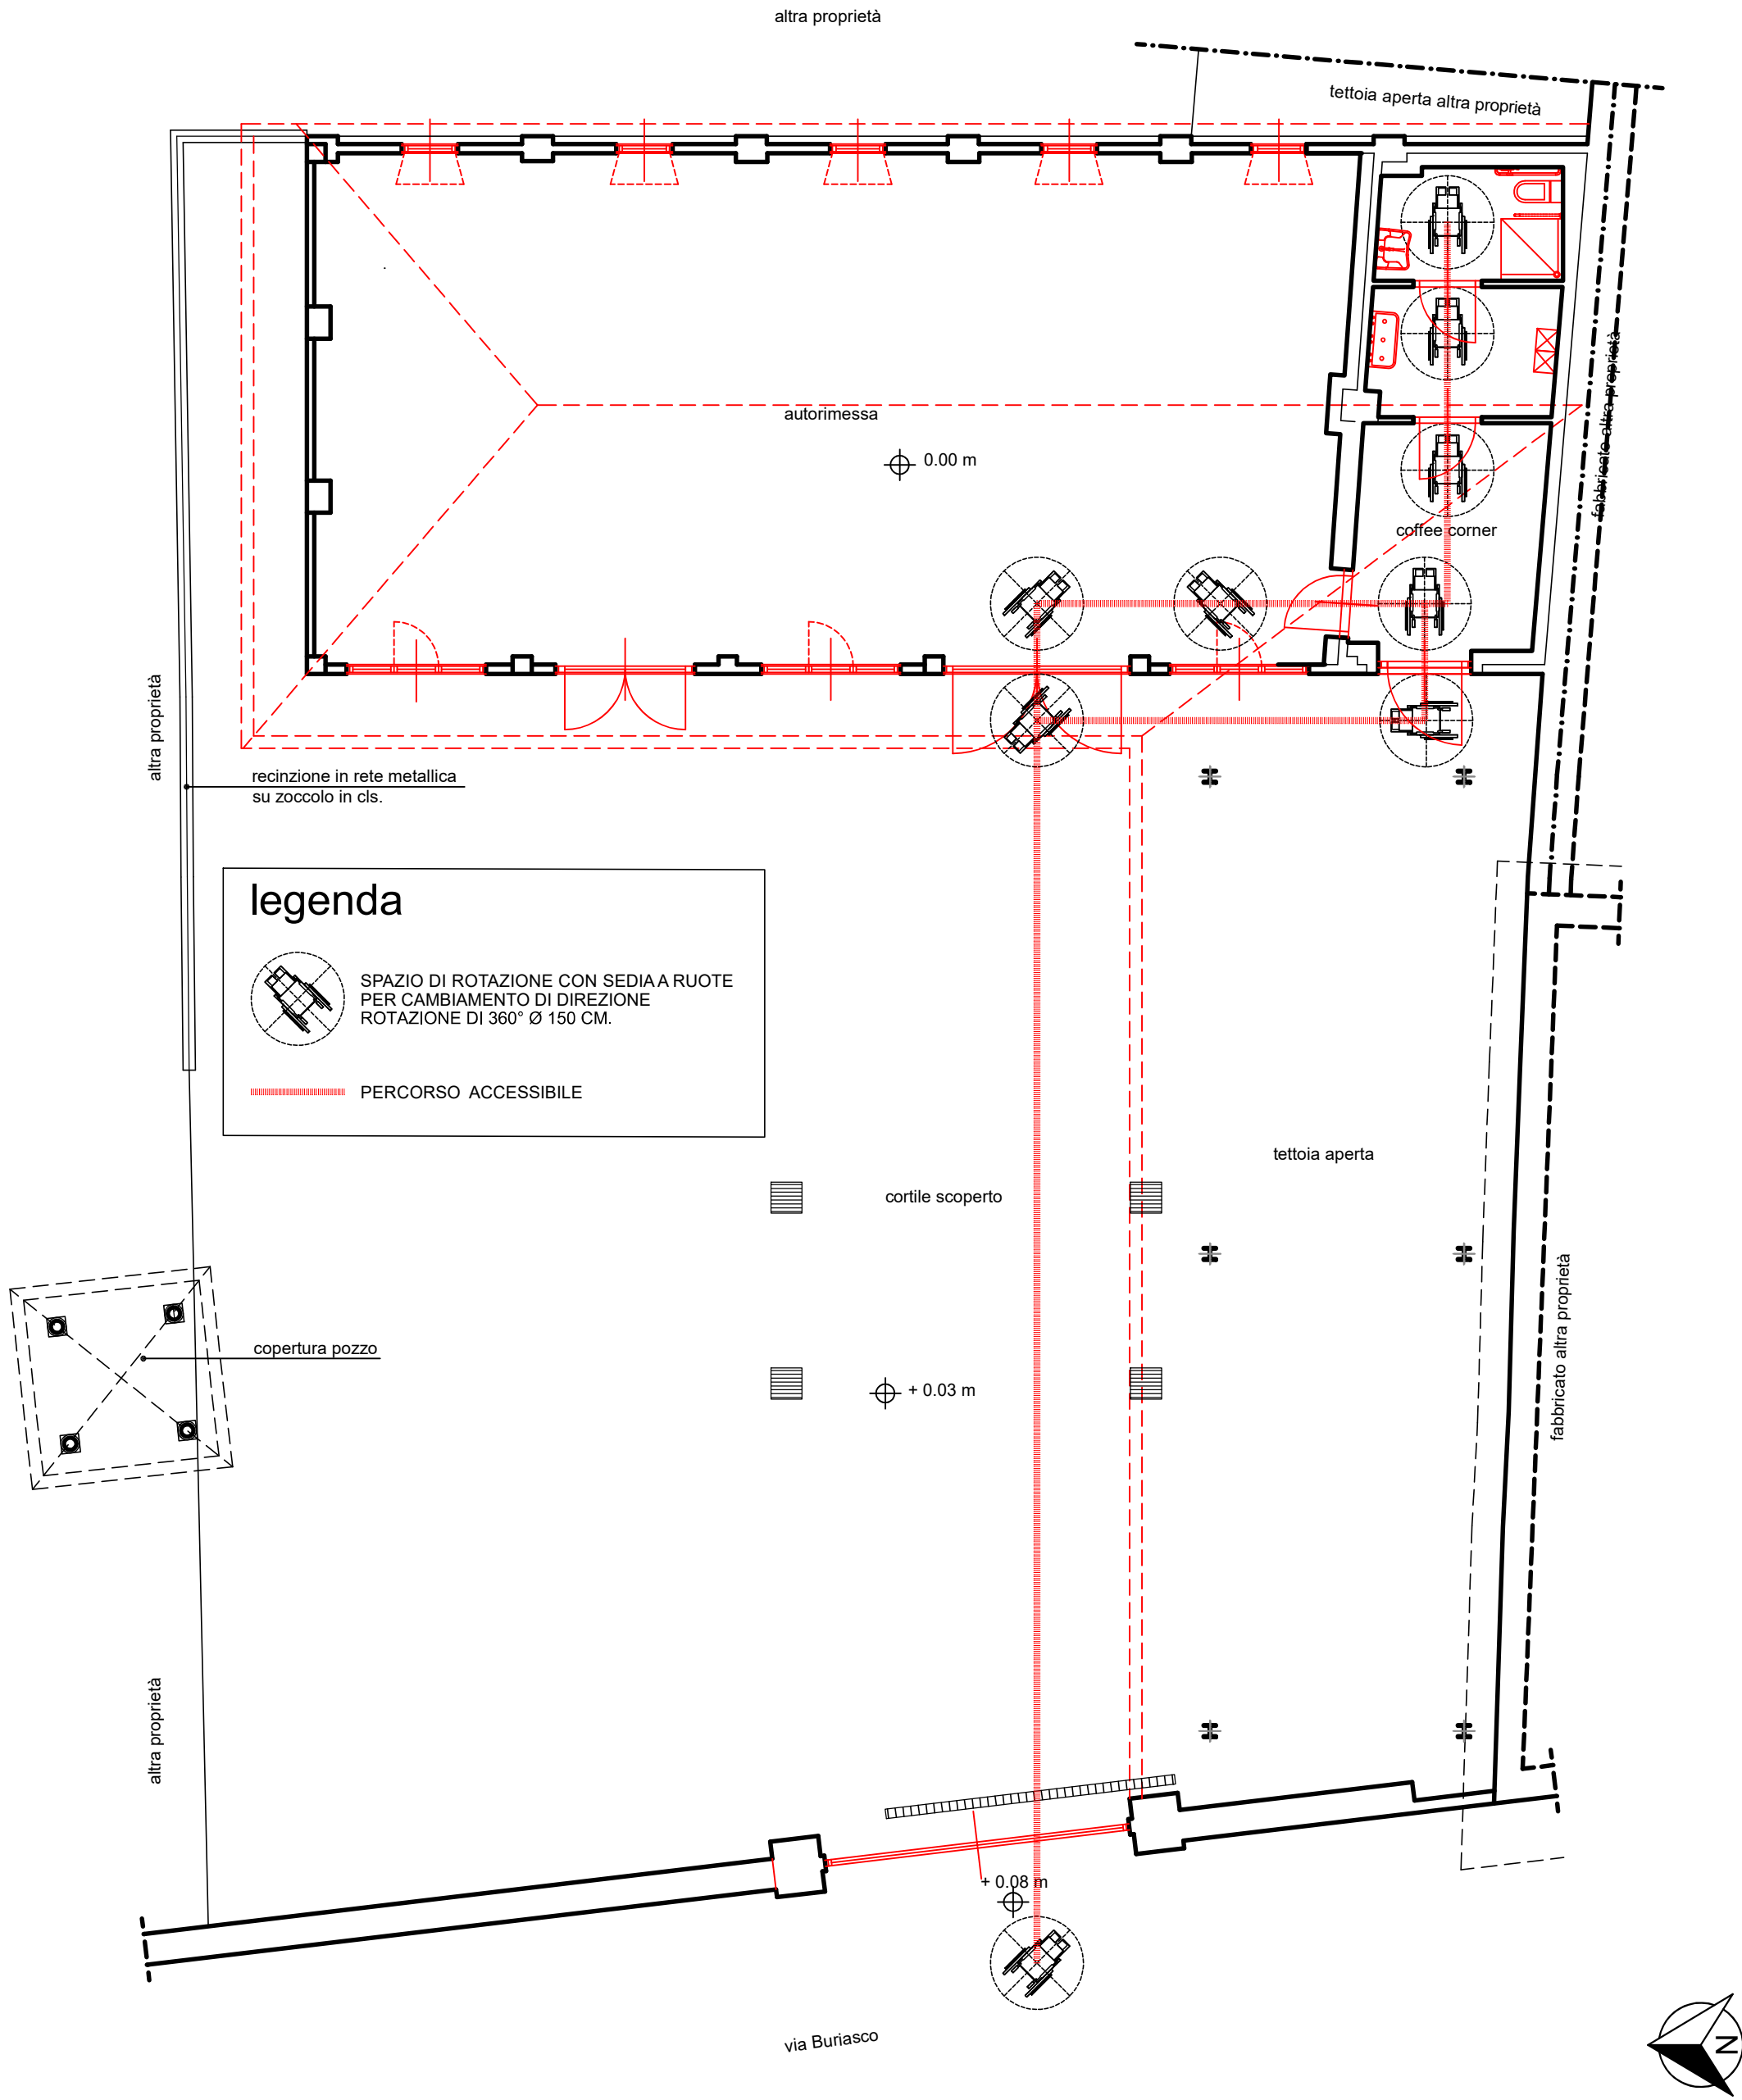 altra proprietà
tettoia aperta altra proprietà
fabbricato altra proprietà
autorimessa
0.00 m
coffee corner
altra proprietà
recinzione in rete metallica
su zoccolo in cls.
legenda
SPAZIO DI ROTAZIONE CON SEDIA A RUOTE
PER CAMBIAMENTO DI DIREZIONE
ROTAZIONE DI 360° Ø 150 CM.
PERCORSO ACCESSIBILE
tettoia aperta
cortile scoperto
fabbricato altra proprietà
copertura pozzo
+ 0.03 m
altra proprietà
+ 0.08 m
via Buriasco
N